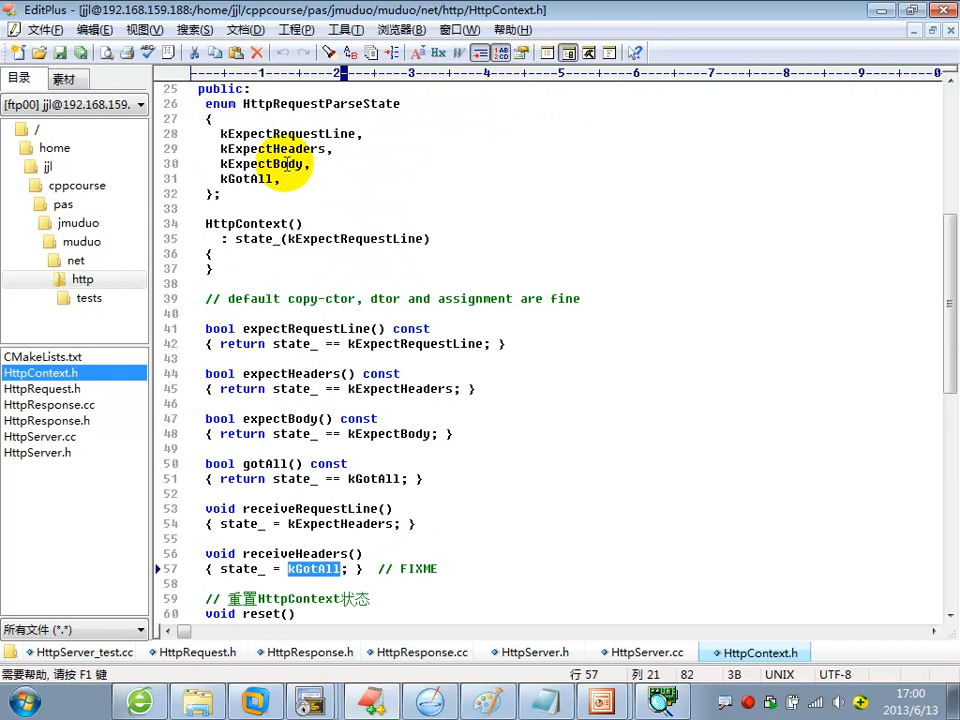 EditPlus - [jjl@192.168.159.188:/home/jjl/cppcourse/pas/jmuduo/muduo/net/http/HttpContext.h]
文件(F) 编辑(E) 视图(V) 搜索(S) 文档(D) 工程(P) 工具(T) 浏览器(B) 窗口(W) 帮助(H)
目录 素材
----+----1----+----2----+----3----+----4----+----5----+----6----+----7----+----8----+----9----+----0
[ftp00] jjl@192.168.159.
/
home
jjl
cppcourse
pas
jmuduo
muduo
net
http
tests
CMakeLists.txt
HttpContext.h
HttpRequest.h
HttpResponse.cc
HttpResponse.h
HttpServer.cc
HttpServer.h
所有文件 (*.*)
25 public:
26 enum HttpRequestParseState
27 {
28 kExpectRequestLine,
29 kExpectHeaders,
30 kExpectBody,
31 kGotAll,
32 };
33
34 HttpContext()
35 : state_(kExpectRequestLine)
36 {
37 }
38
39 // default copy-ctor, dtor and assignment are fine
40
41 bool expectRequestLine() const
42 { return state_ == kExpectRequestLine; }
43
44 bool expectHeaders() const
45 { return state_ == kExpectHeaders; }
46
47 bool expectBody() const
48 { return state_ == kExpectBody; }
49
50 bool gotAll() const
51 { return state_ == kGotAll; }
52
53 void receiveRequestLine()
54 { state_ = kExpectHeaders; }
55
56 void receiveHeaders()
57 { state_ = kGotAll; } // FIXME
58
59 // 重置HttpContext状态
60 void reset()
HttpServer_test.cc HttpRequest.h HttpResponse.h HttpResponse.cc HttpServer.h HttpServer.cc HttpContext.h
需要帮助, 请按 F1 键 行 57 列 21 82 3B UNIX UTF-8
17:00
2013/6/13